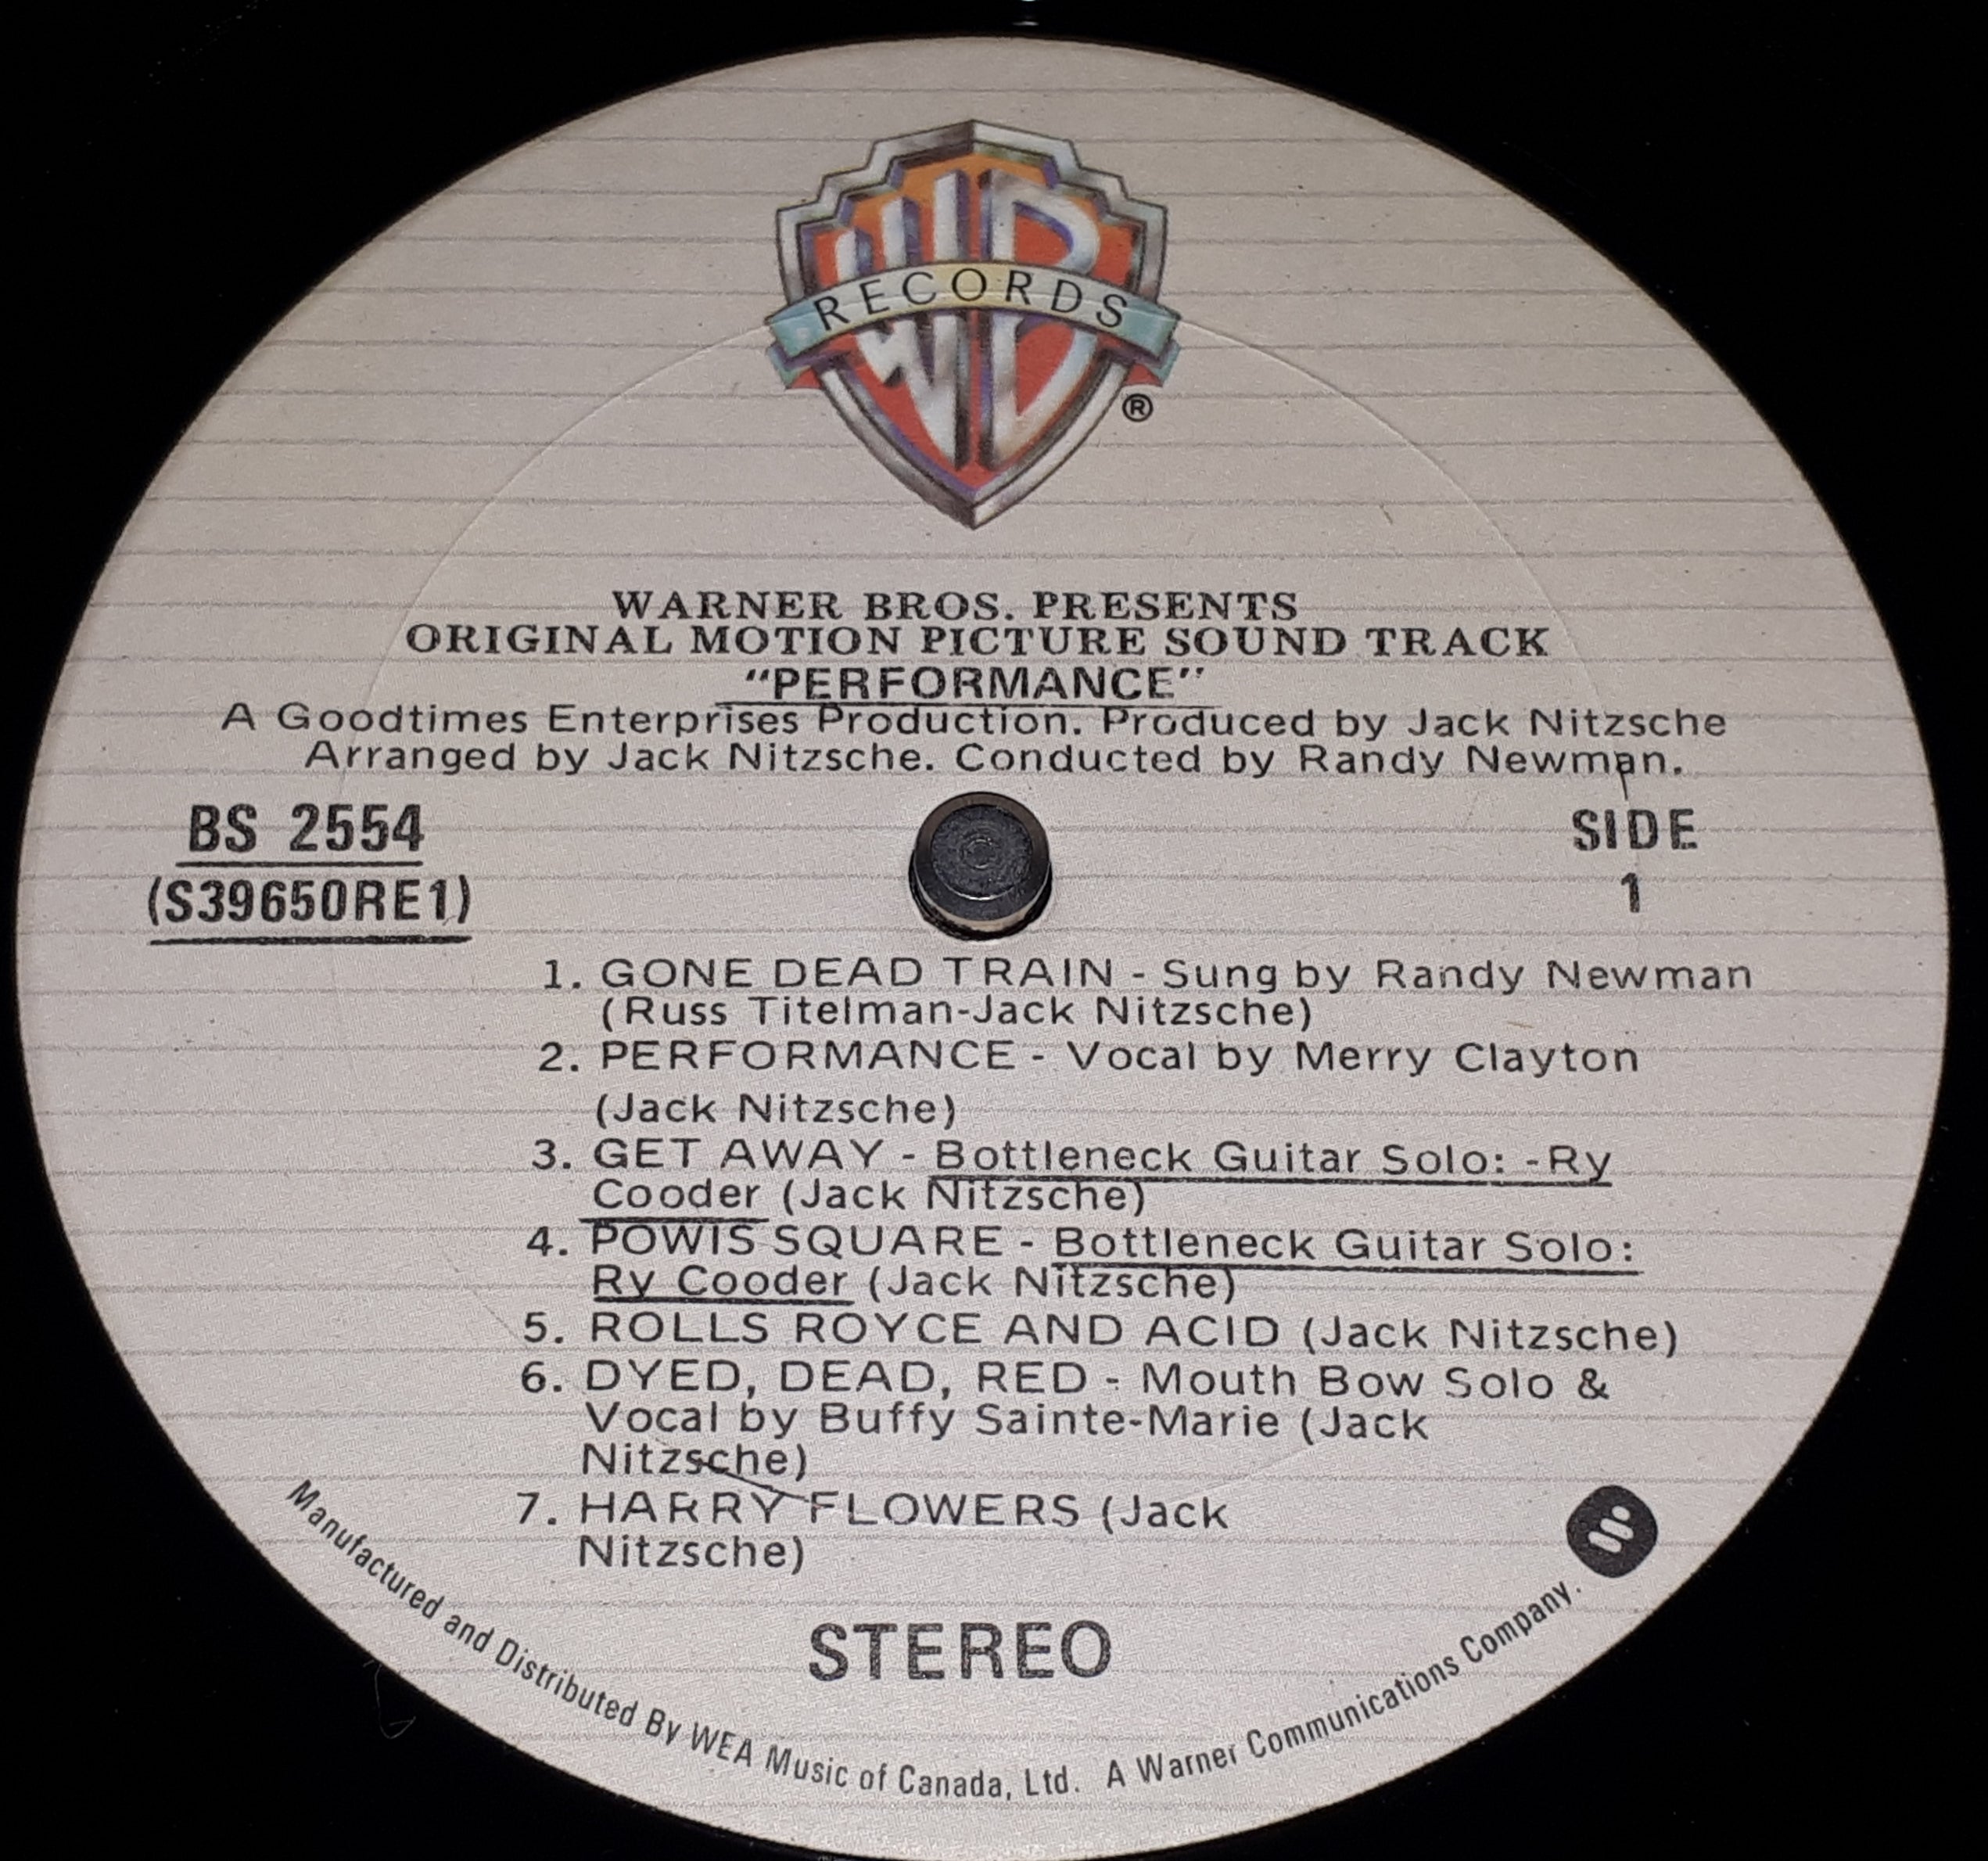 WB
RECORDS
®
WARNER BROS. PRESENTS
ORIGINAL MOTION PICTURE SOUND TRACK
"PERFORMANCE"
A Goodtimes Enterprises Production. Produced by Jack Nitzsche
Arranged by Jack Nitzsche. Conducted by Randy Newman.
BS 2554
(S39650RE1)
SIDE
1
1. GONE DEAD TRAIN - Sung by Randy Newman
(Russ Titelman-Jack Nitzsche)
2. PERFORMANCE - Vocal by Merry Clayton
(Jack Nitzsche)
3. GET AWAY - Bottleneck Guitar Solo: -Ry
Cooder (Jack Nitzsche)
4. POWIS SQUARE - Bottleneck Guitar Solo:
Ry Cooder (Jack Nitzsche)
5. ROLLS ROYCE AND ACID (Jack Nitzsche)
6. DYED, DEAD, RED - Mouth Bow Solo &
Vocal by Buffy Sainte-Marie (Jack
Nitzsche)
7. HARRY FLOWERS (Jack
Nitzsche)
STEREO
Manufactured and Distributed By WEA Music of Canada, Ltd. A Warner Communications Company.